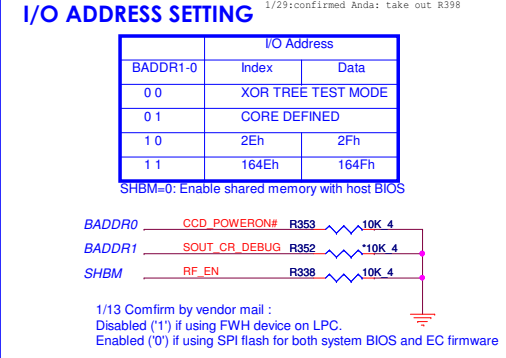 1/29:confirmed Anda: take out R398
I/O ADDRESS SETTING
I/O Address
BADDR1-0 Index Data
0 0 XOR TREE TEST MODE
0 1 CORE DEFINED
1 0 2Eh 2Fh
1 1 164Eh 164Fh
SHBM=0: Enable shared memory with host BIOS
BADDR0 CCD_POWERON# R353 10K_4
BADDR1 SOUT_CR_DEBUG R352 *10K_4
SHBM RF_EN R338 10K_4
1/13 Comfirm by vendor mail :
Disabled ('1') if using FWH device on LPC.
Enabled ('0') if using SPI flash for both system BIOS and EC firmware